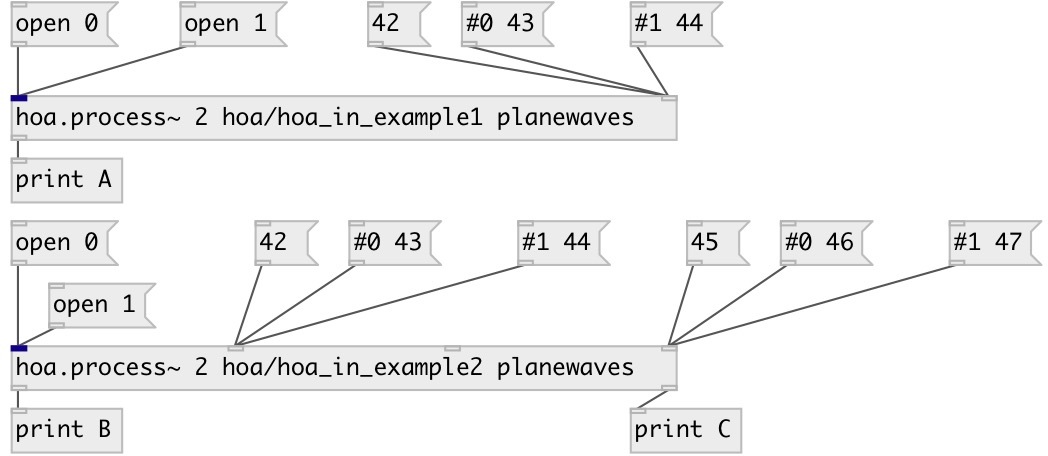 open 0 open 1 42 #0 43 #1 44
hoa.process~ 2 hoa/hoa_in_example1 planewaves
print A
open 0 42 #0 43 #1 44 45 #0 46 #1 47
open 1
hoa.process~ 2 hoa/hoa_in_example2 planewaves
print B print C